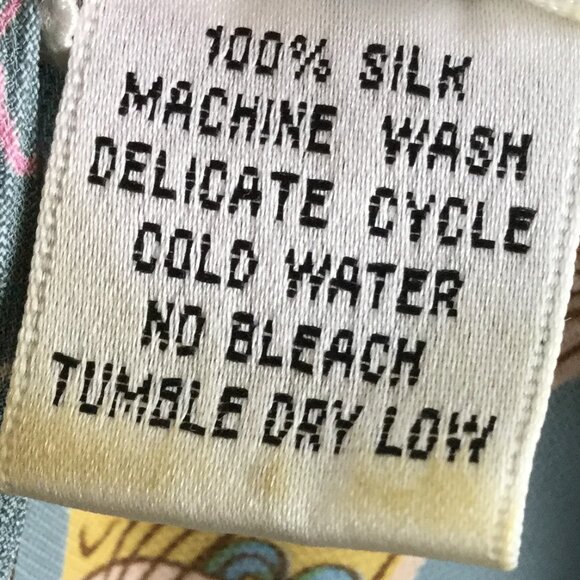 100% SILK
MACHINE WASH
DELICATE CYCLE
COLD WATER
NO BLEACH
TUMBLE DRY LOW